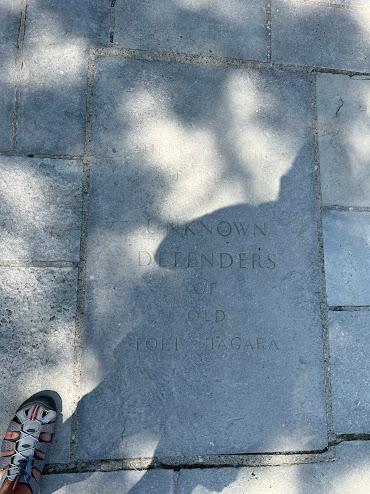 UNKNOWN
DEFENDERS
OF
OLD
FORT NIAGARA